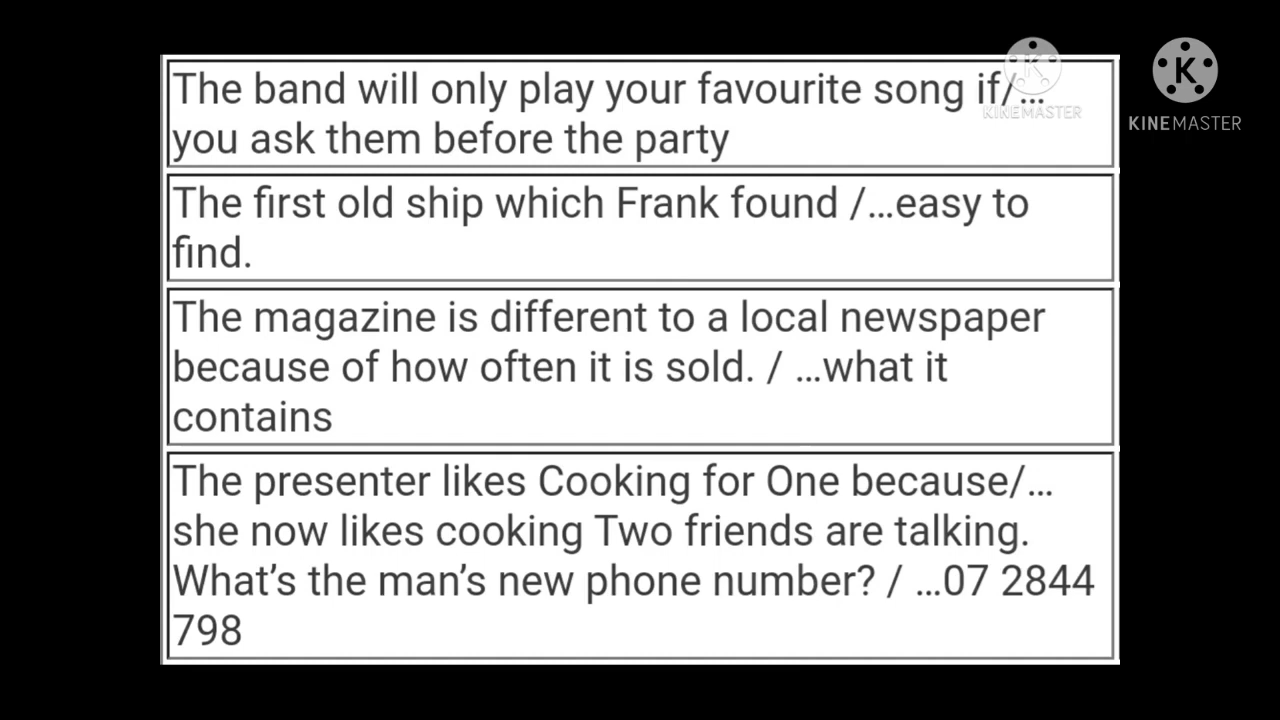 The band will only play your favourite song if/...
you ask them before the party
The first old ship which Frank found /...easy to
find.
The magazine is different to a local newspaper
because of how often it is sold. / ...what it
contains
The presenter likes Cooking for One because/...
she now likes cooking Two friends are talking.
What's the man's new phone number? / ...07 2844
798
KINEMASTER
KINEMASTER